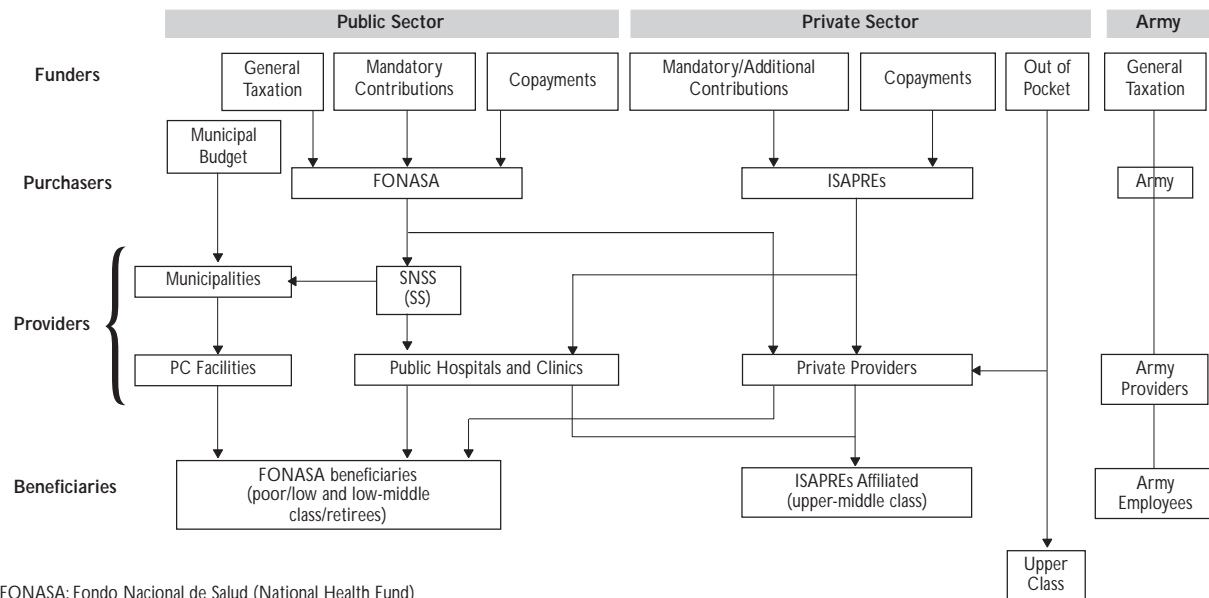 Public Sector
Private Sector
Army
Funders
General
Taxation
Mandatory
Contributions
Copayments
Mandatory/Additional
Contributions
Copayments
Out of
Pocket
General
Taxation
Municipal
Budget
Purchasers
FONASA
ISAPREs
Army
Providers
Municipalities
SNSS
(SS)
PC Facilities
Public Hospitals and Clinics
Private Providers
Army
Providers
Beneficiaries
FONASA beneficiaries
(poor/low and low-middle
class/retirees)
ISAPREs Affiliated
(upper-middle class)
Army
Employees
Upper
Class
FONASA: Fondo Nacional de Salud (National Health Fund)